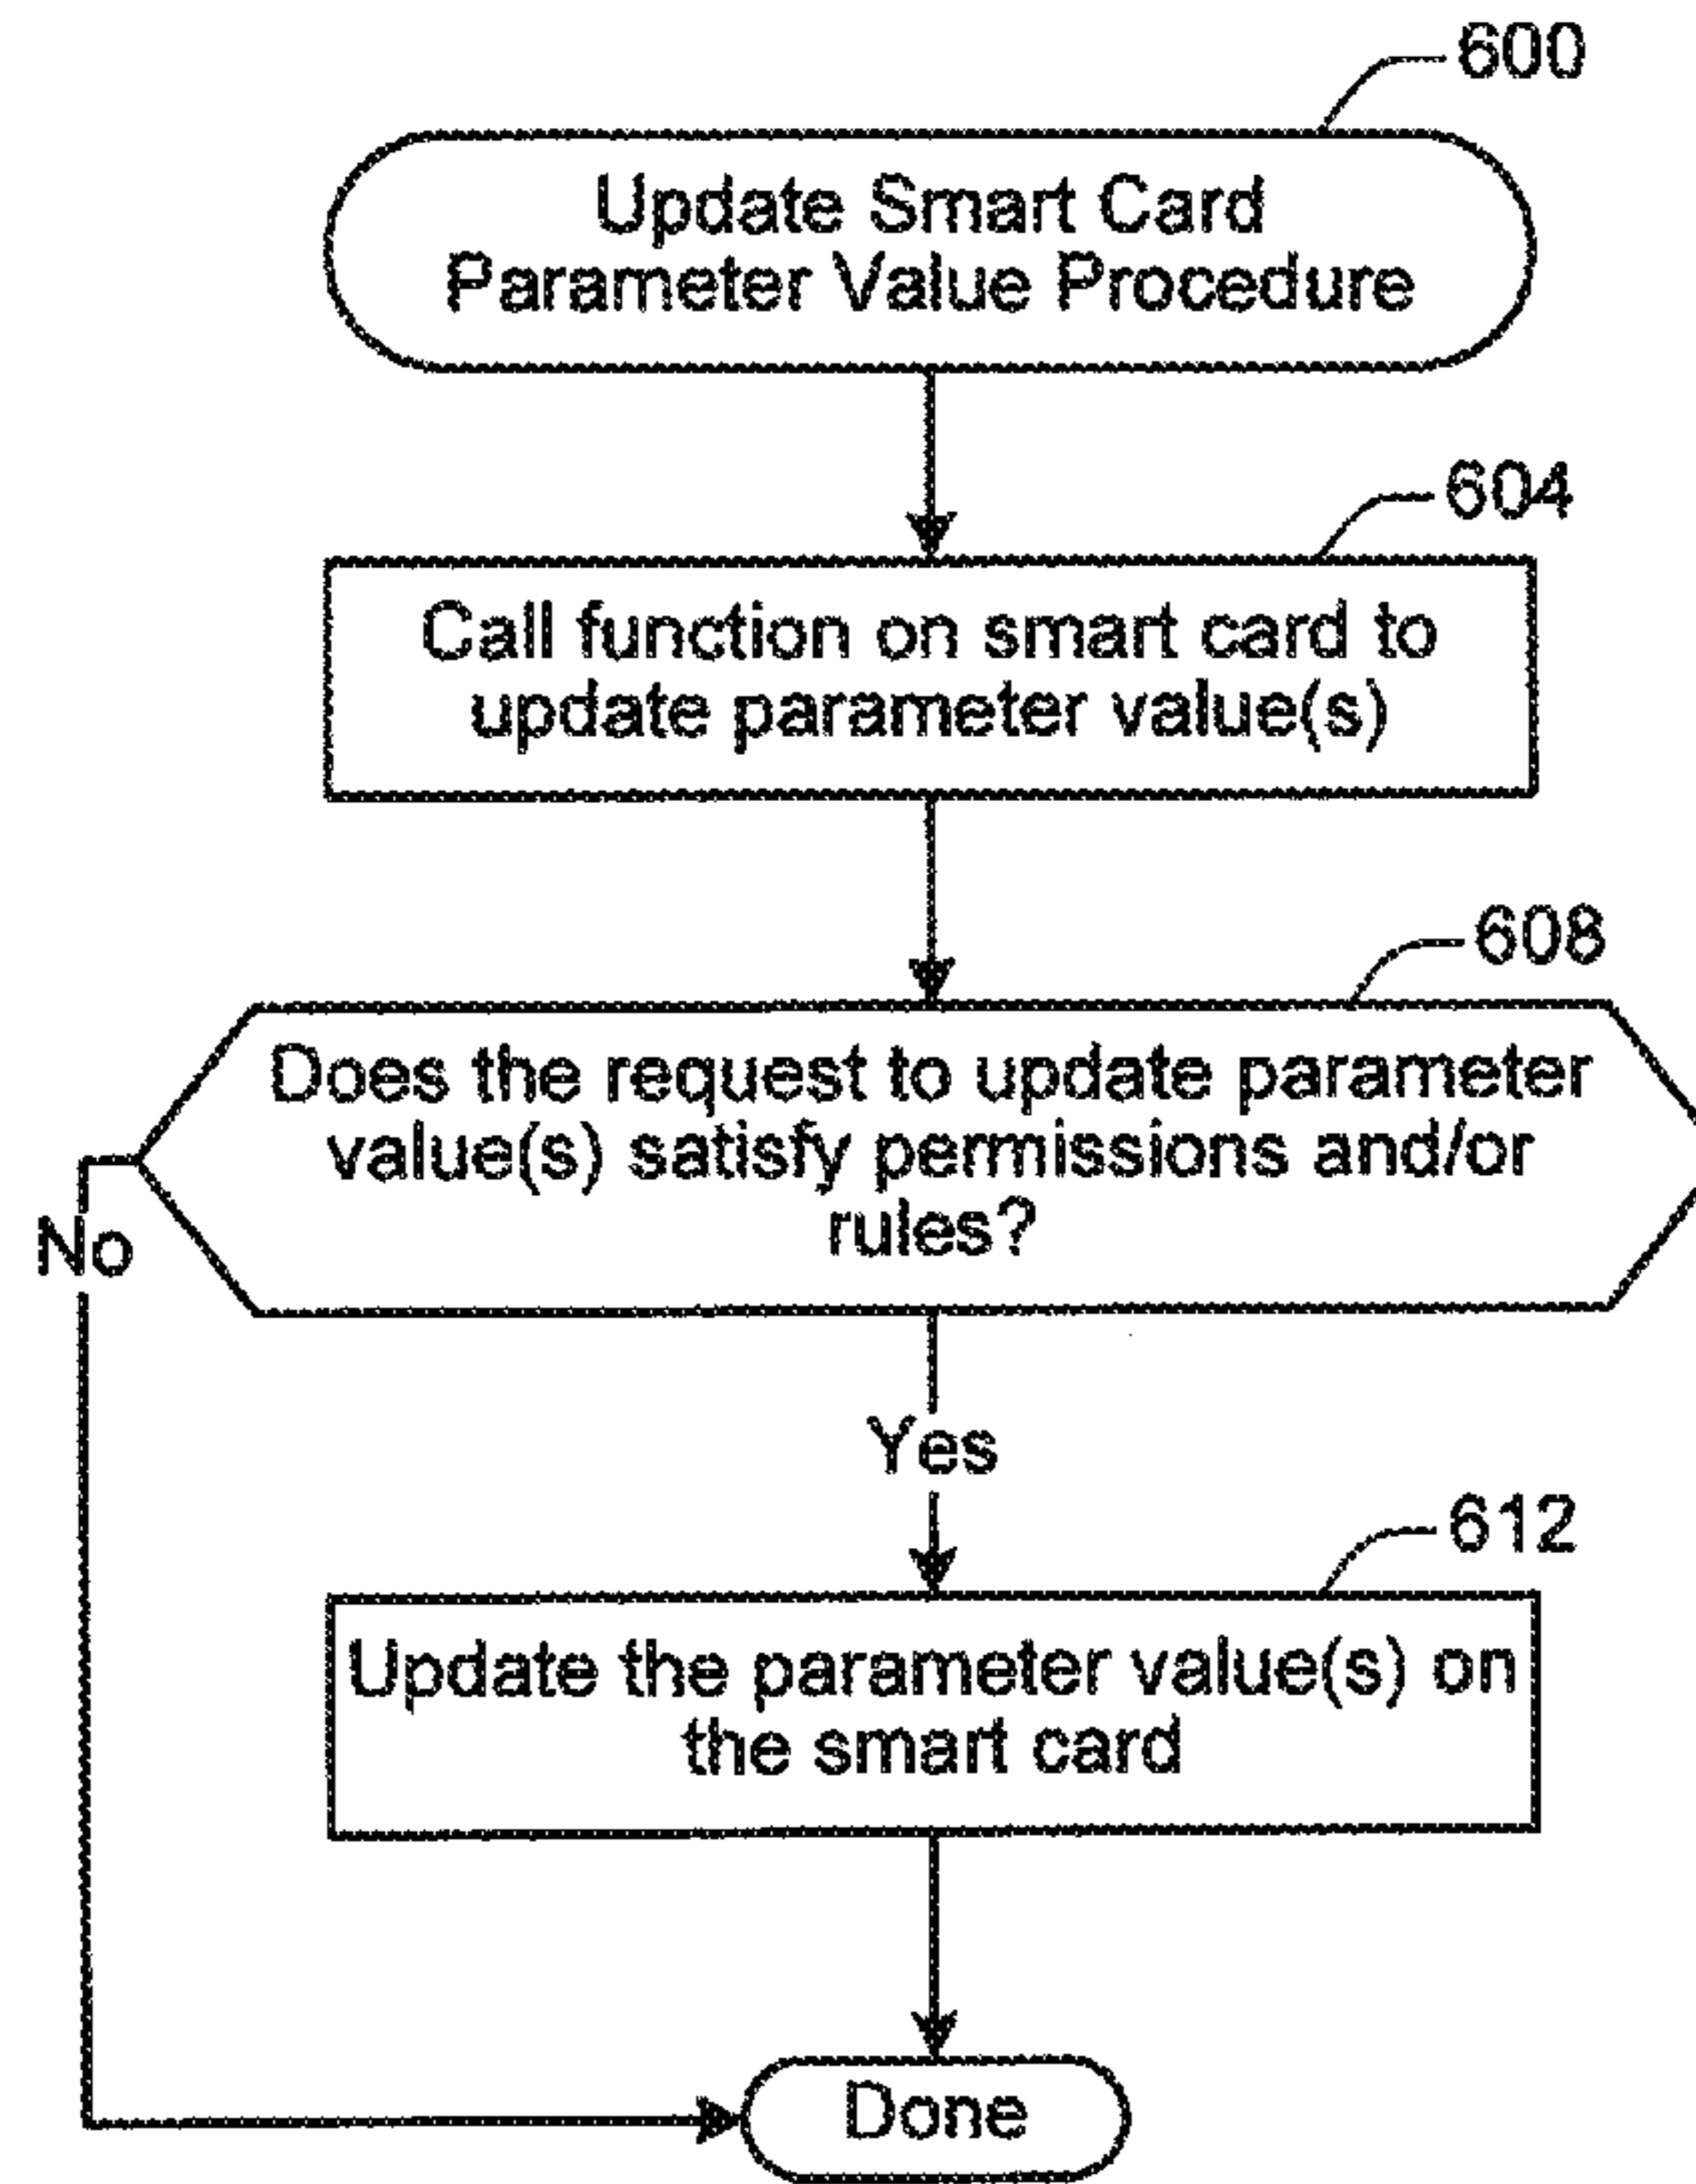 600
Update Smart Card
Parameter Value Procedure
604
Call function on smart card to
update parameter value(s)
608
Does the request to update parameter
value(s) satisfy permissions and/or
rules?
No
Yes
612
Update the parameter value(s) on
the smart card
Done